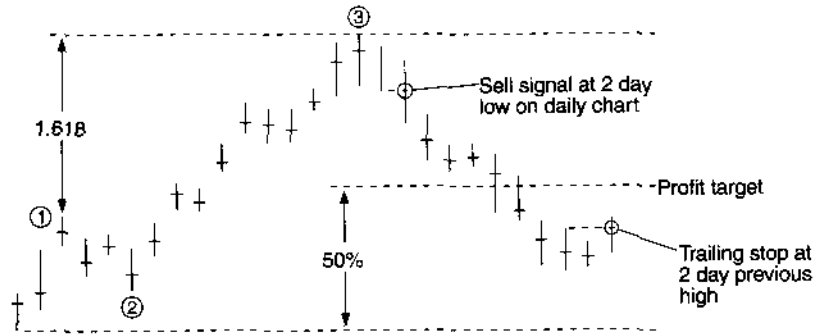 ③
Sell signal at 2 day
low on daily chart
1.618
Profit target
①
50%
Trailing stop at
2 day previous
high
②